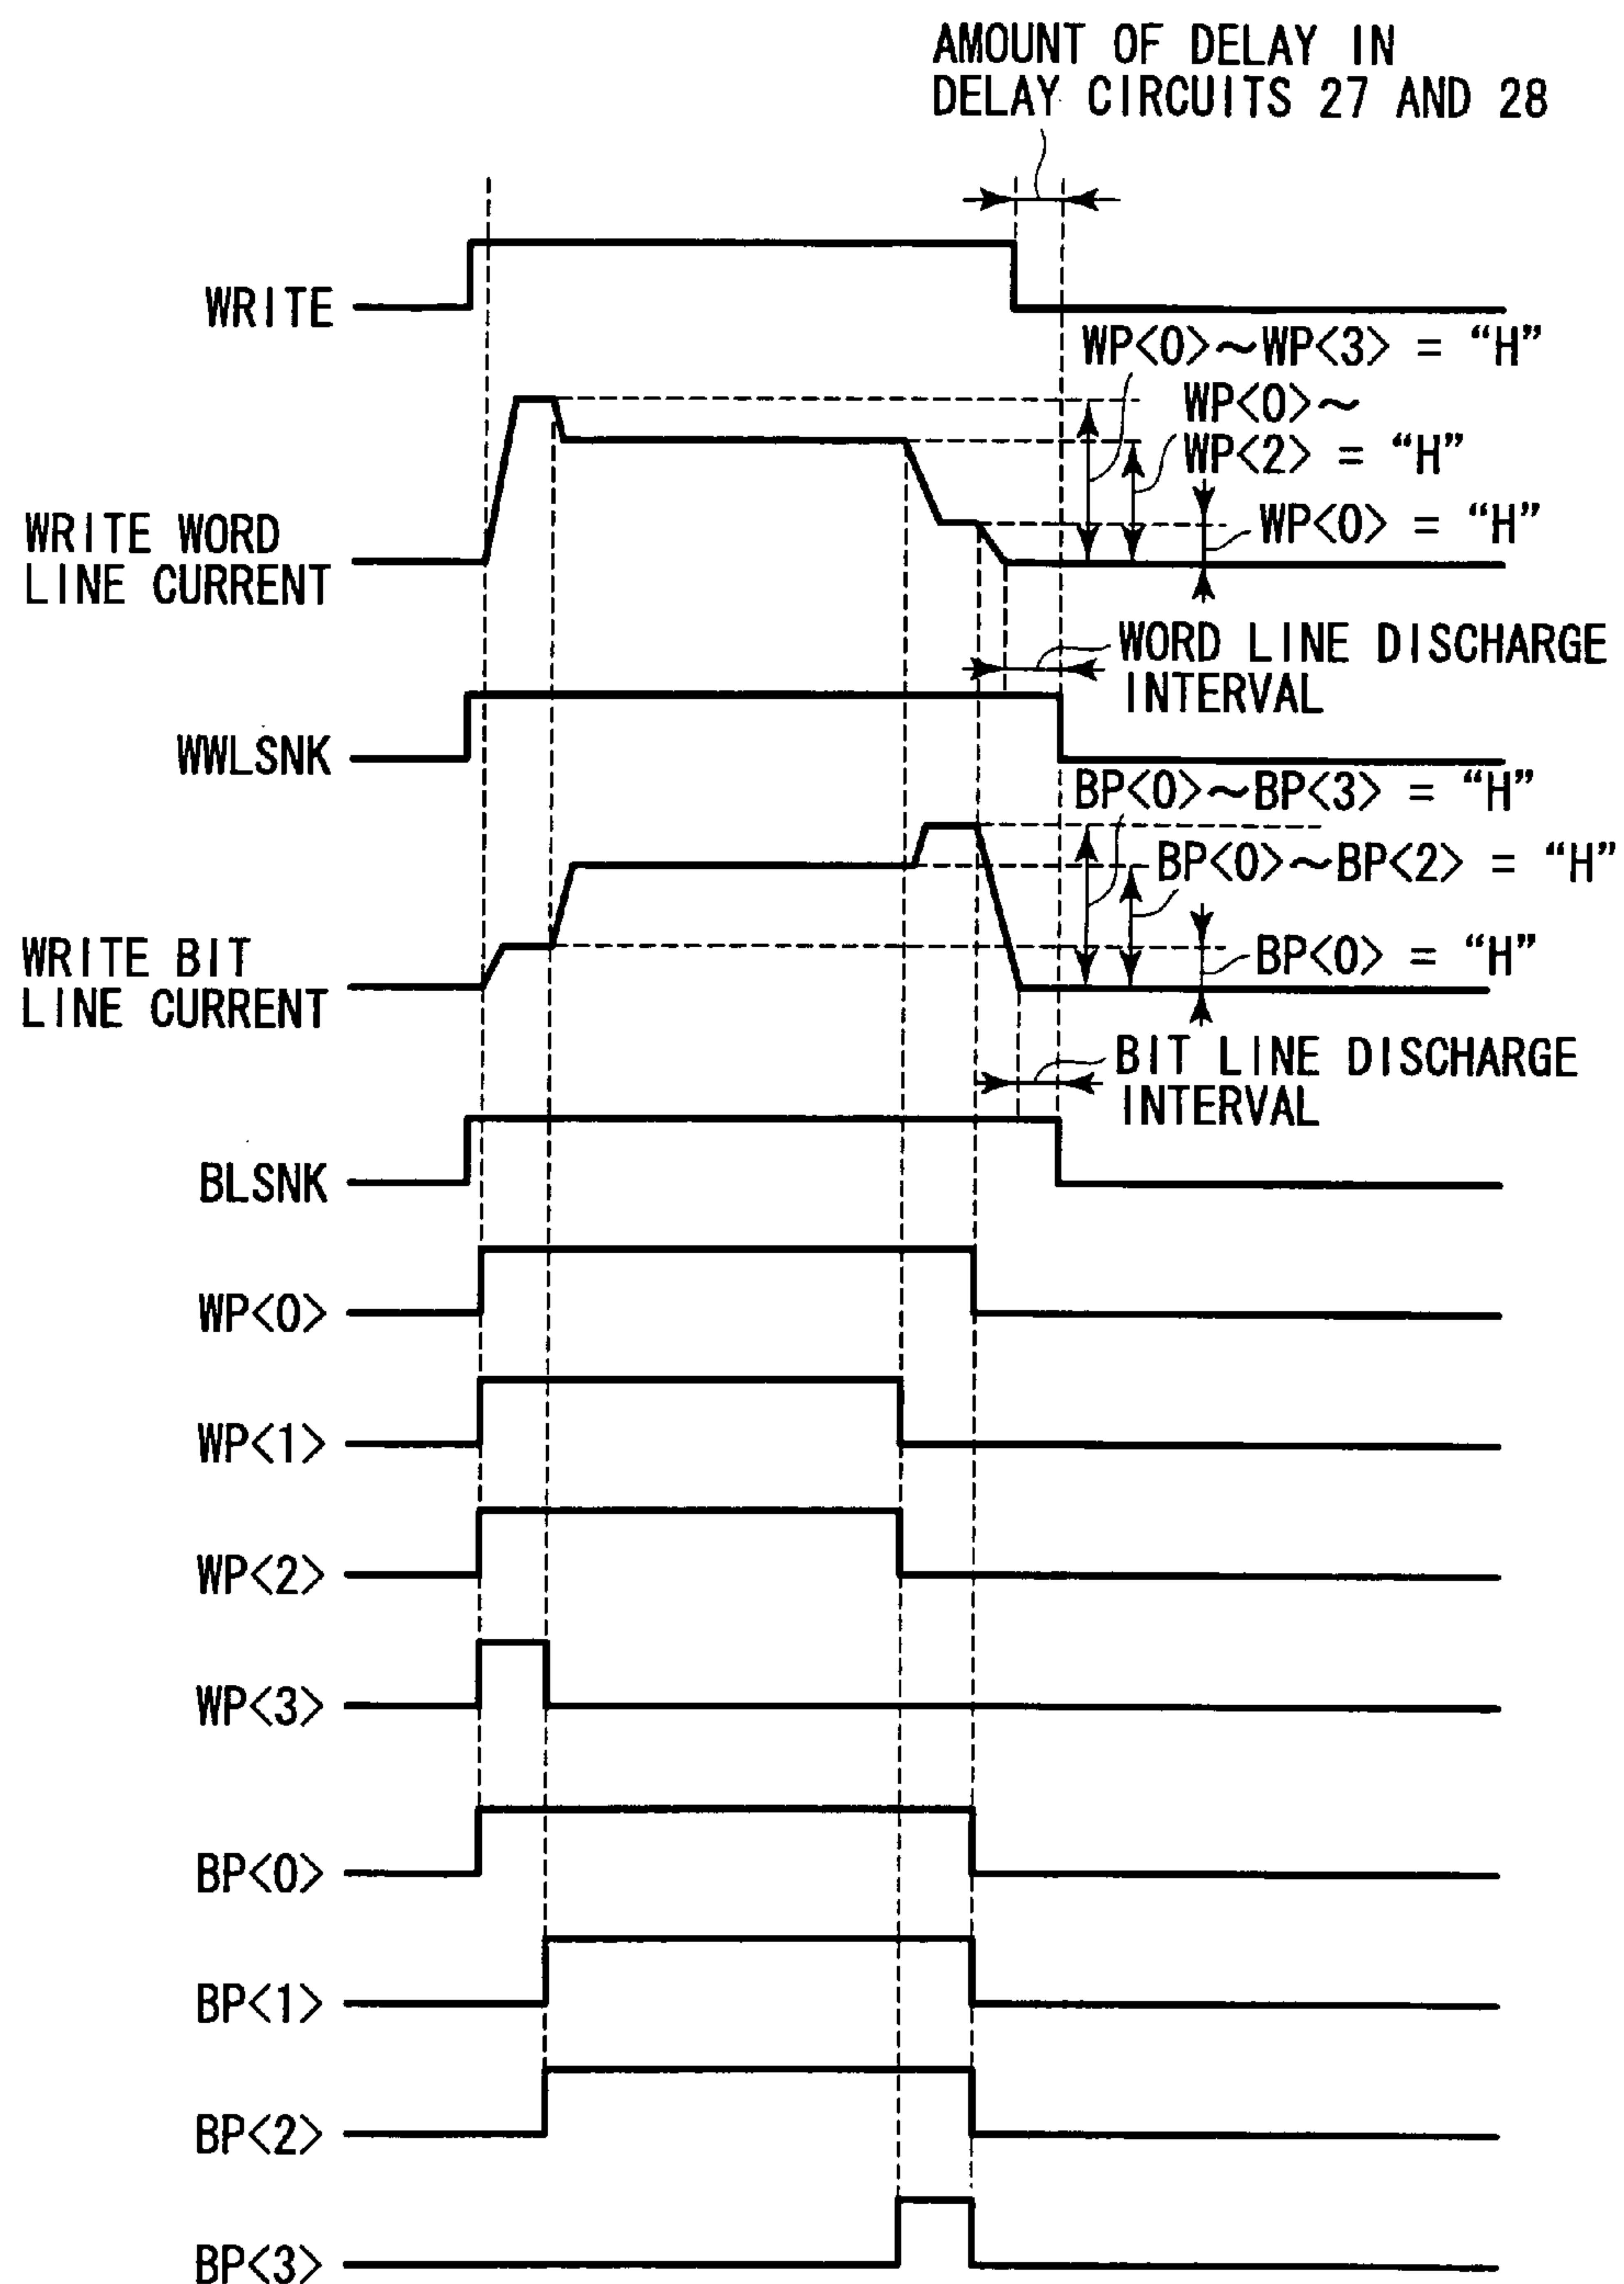 AMOUNT OF DELAY IN
DELAY CIRCUITS 27 AND 28
WRITE
WP<0>～WP<3> = “H”
WP<0>～
WP<2> = “H”
WRITE WORD
LINE CURRENT
WP<0> = “H”
WORD LINE DISCHARGE
INTERVAL
WWLSNK
BP<0>～BP<3> = “H”
BP<0>～BP<2> = “H”
WRITE BIT
LINE CURRENT
BP<0> = “H”
BIT LINE DISCHARGE
INTERVAL
BLSNK
WP<0>
WP<1>
WP<2>
WP<3>
BP<0>
BP<1>
BP<2>
BP<3>